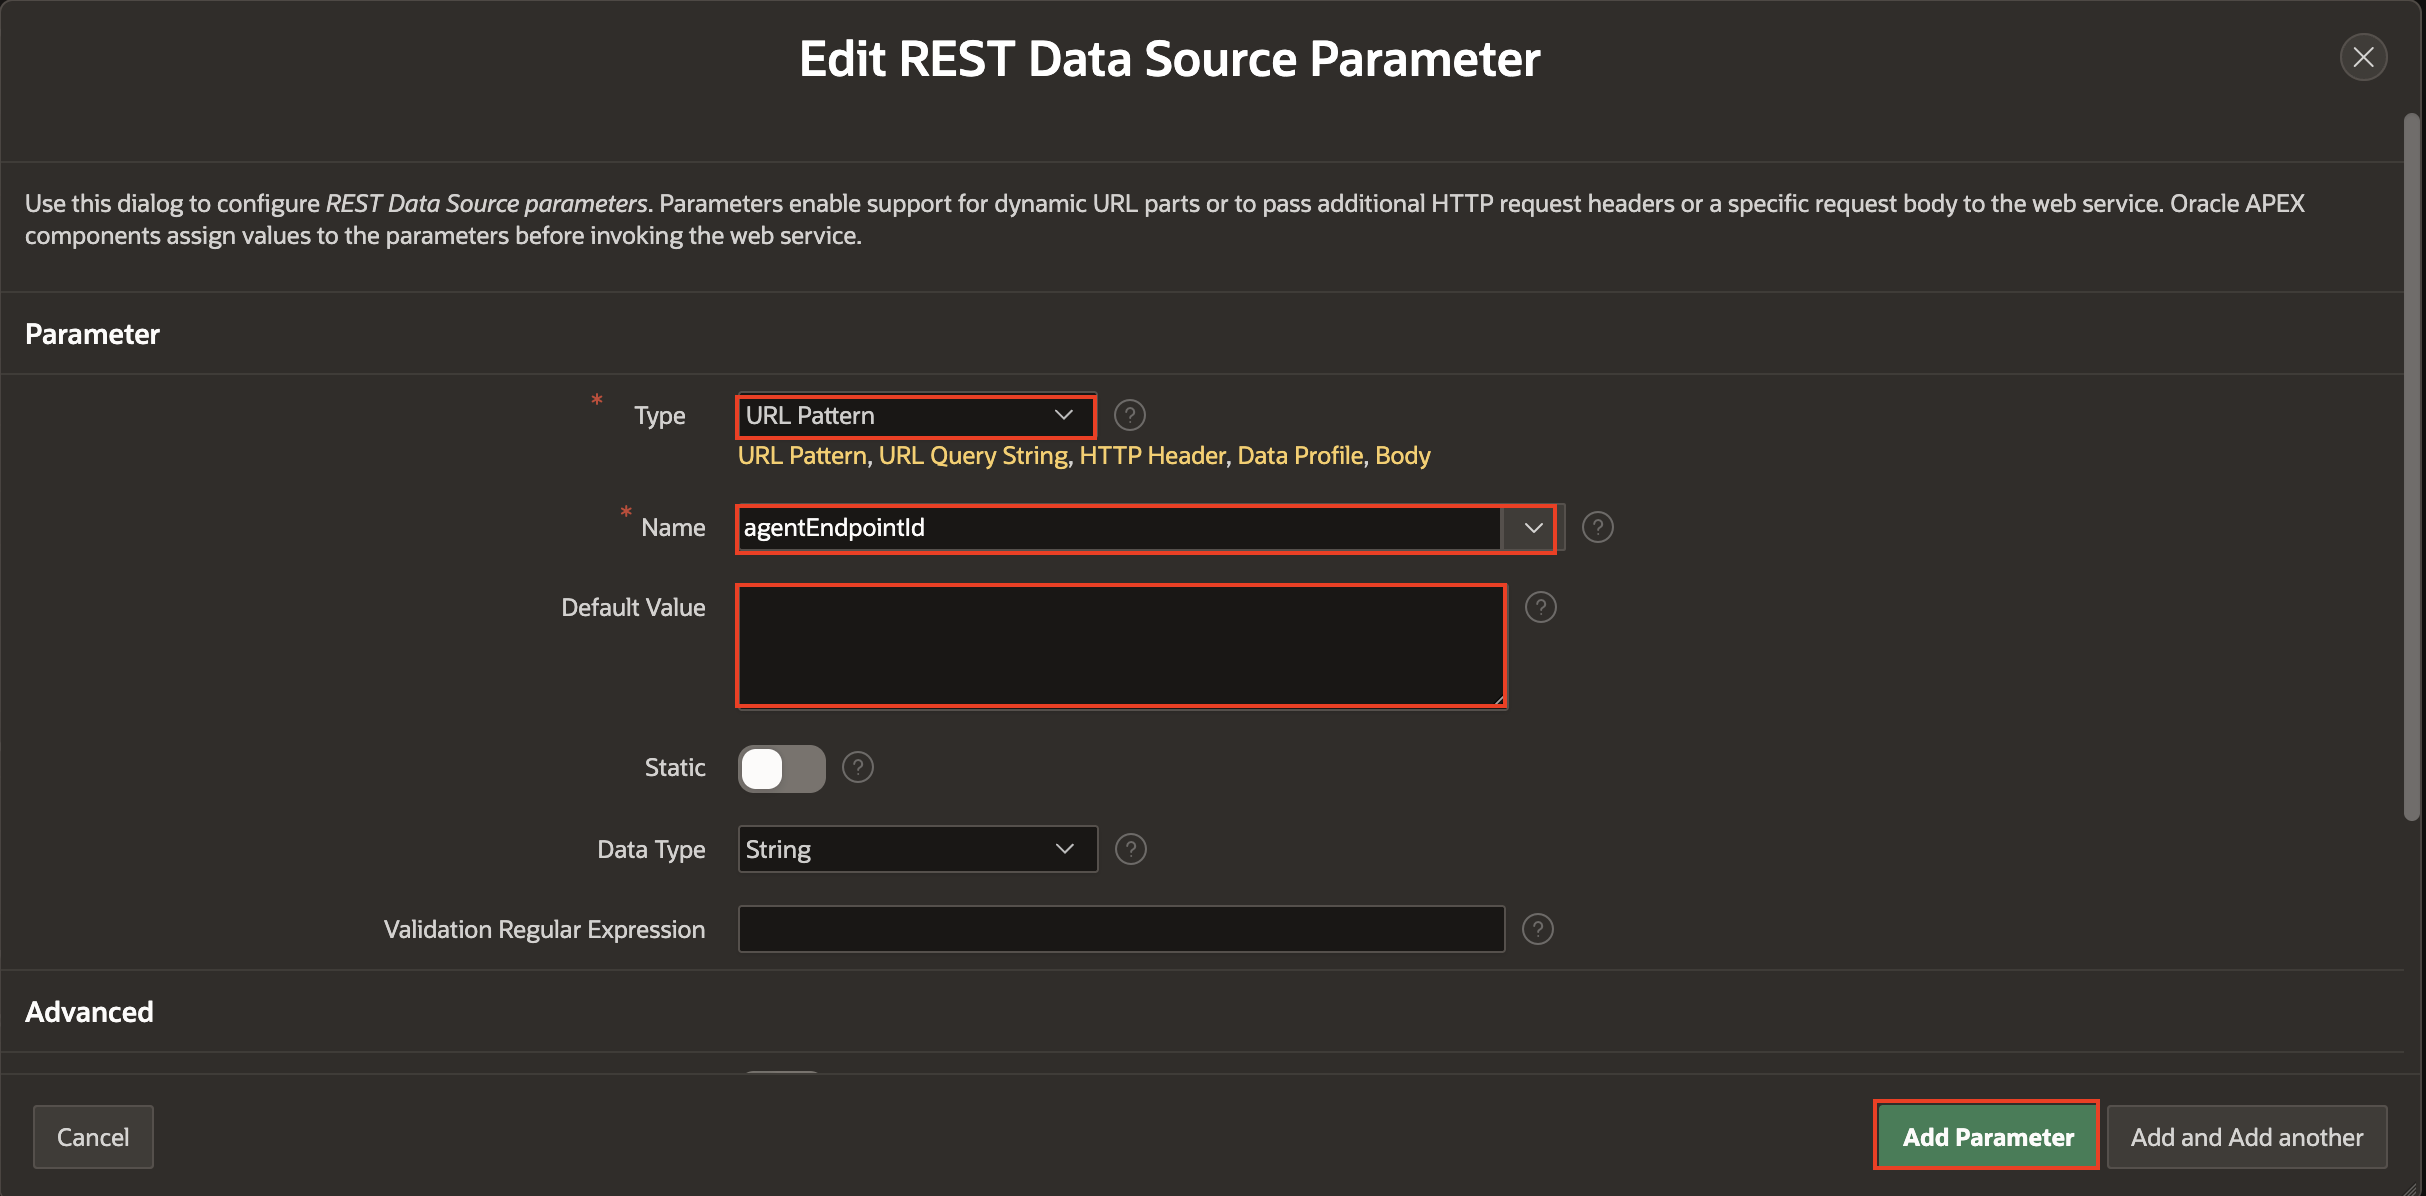 Edit REST Data Source Parameter
Use this dialog to configure REST Data Source parameters. Parameters enable support for dynamic URL parts or to pass additional HTTP request headers or a specific request body to the web service. Oracle APEX
components assign values to the parameters before invoking the web service.
Parameter
* Type URL Pattern ?
URL Pattern, URL Query String, HTTP Header, Data Profile, Body
* Name agentEndpointId ?
Default Value ?
Static ?
Data Type String ?
Validation Regular Expression ?
Advanced
Cancel Add Parameter Add and Add another